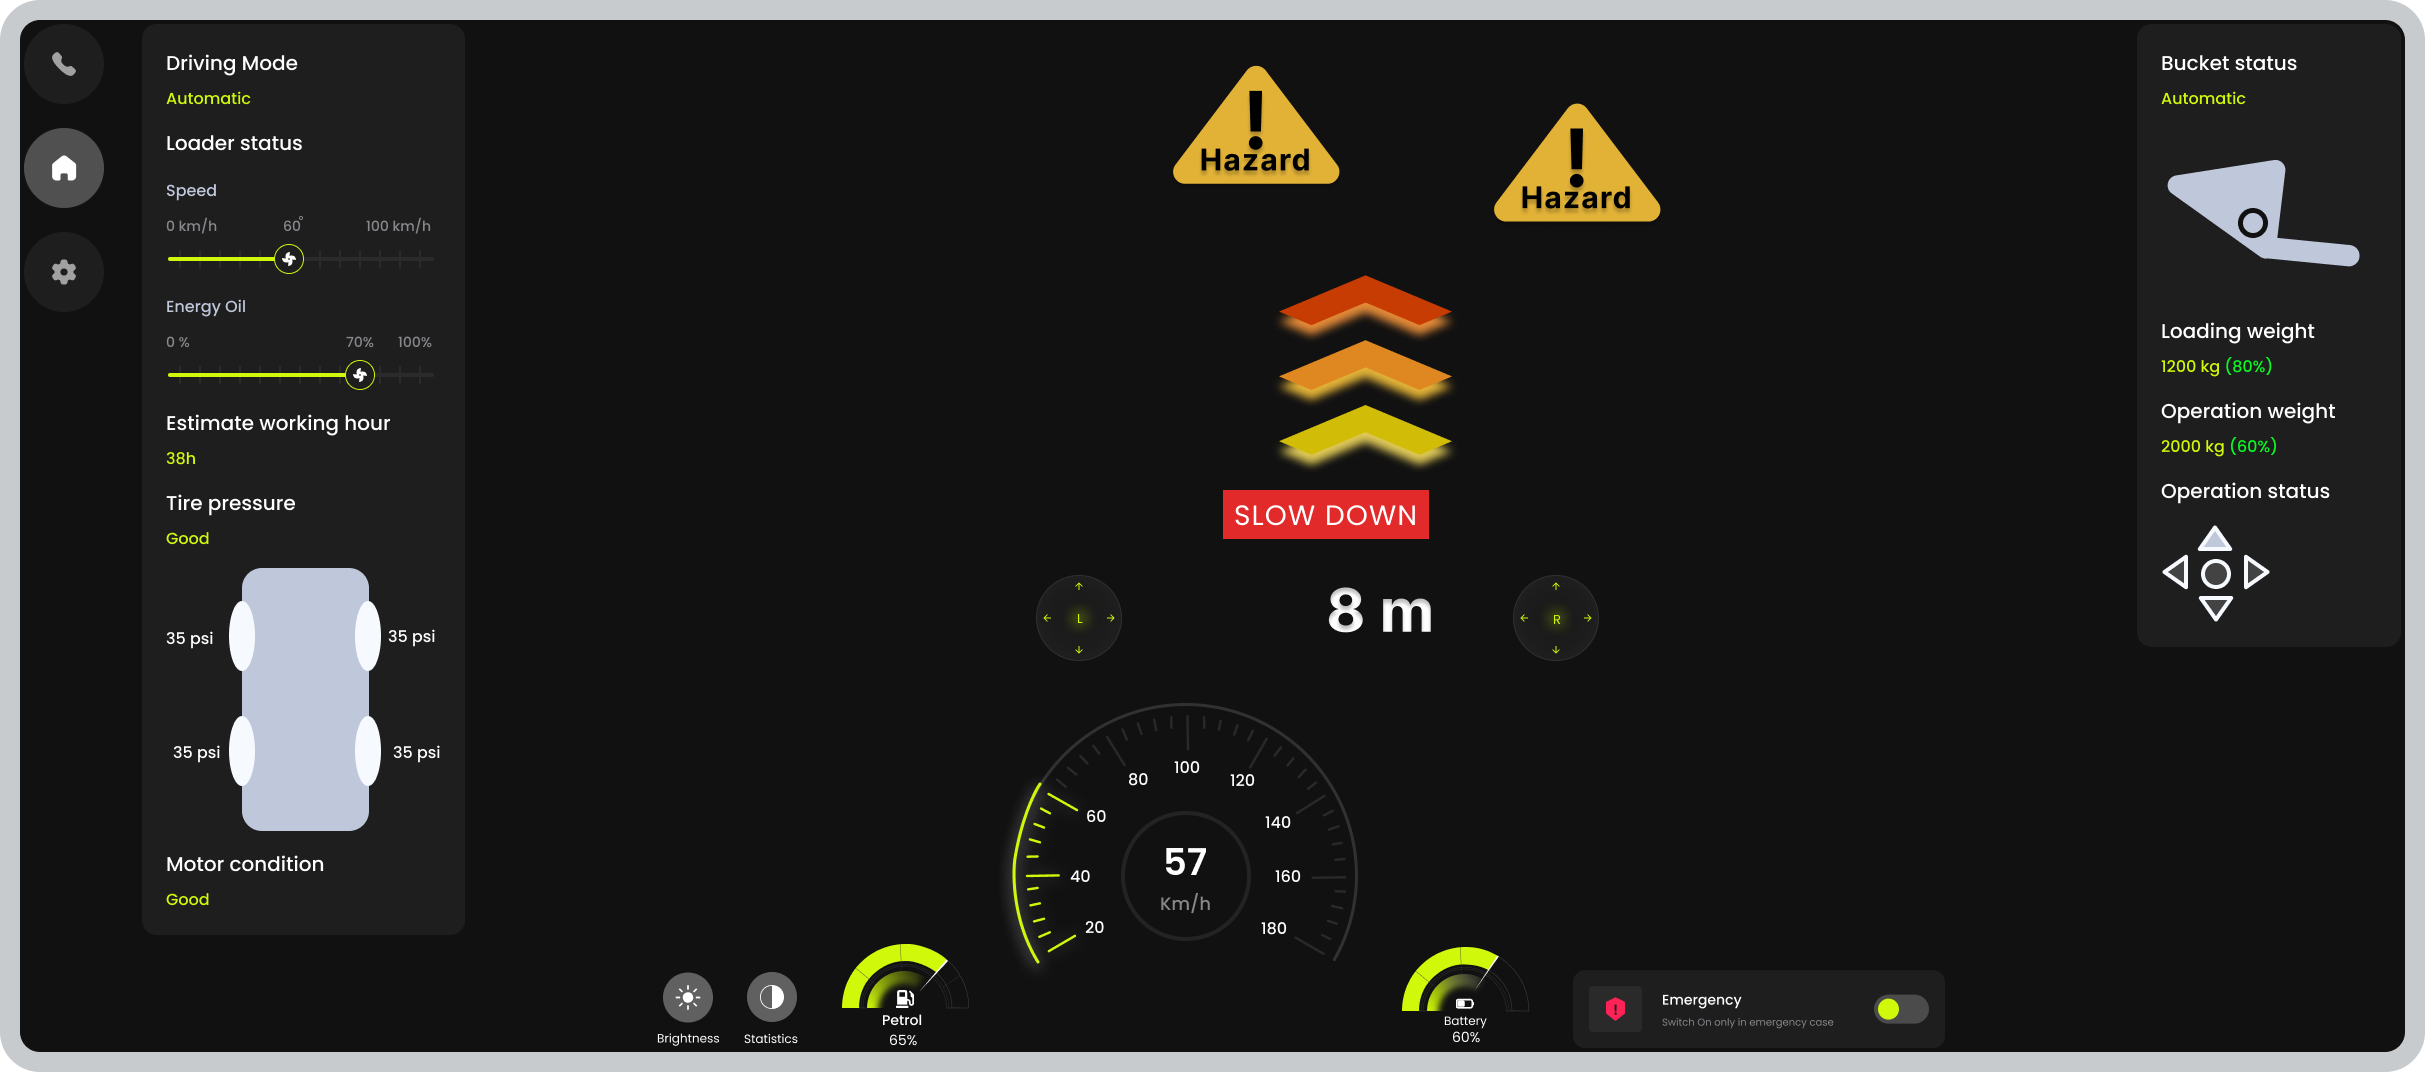 Driving Mode
Automatic
Loader status
Speed
0 km/h 60° 100 km/h
Energy Oil
0 % 70% 100%
Estimate working hour
38h
Tire pressure
Good
35 psi 35 psi
35 psi 35 psi
Motor condition
Good
! Hazard
! Hazard
SLOW DOWN
L
8 m
R
20
40
60
80
100
120
140
160
180
57
Km/h
Brightness
Statistics
Petrol
65%
Battery
60%
!
Emergency
Switch On only in emergency case
Bucket status
Automatic
Loading weight
1200 kg (80%)
Operation weight
2000 kg (60%)
Operation status